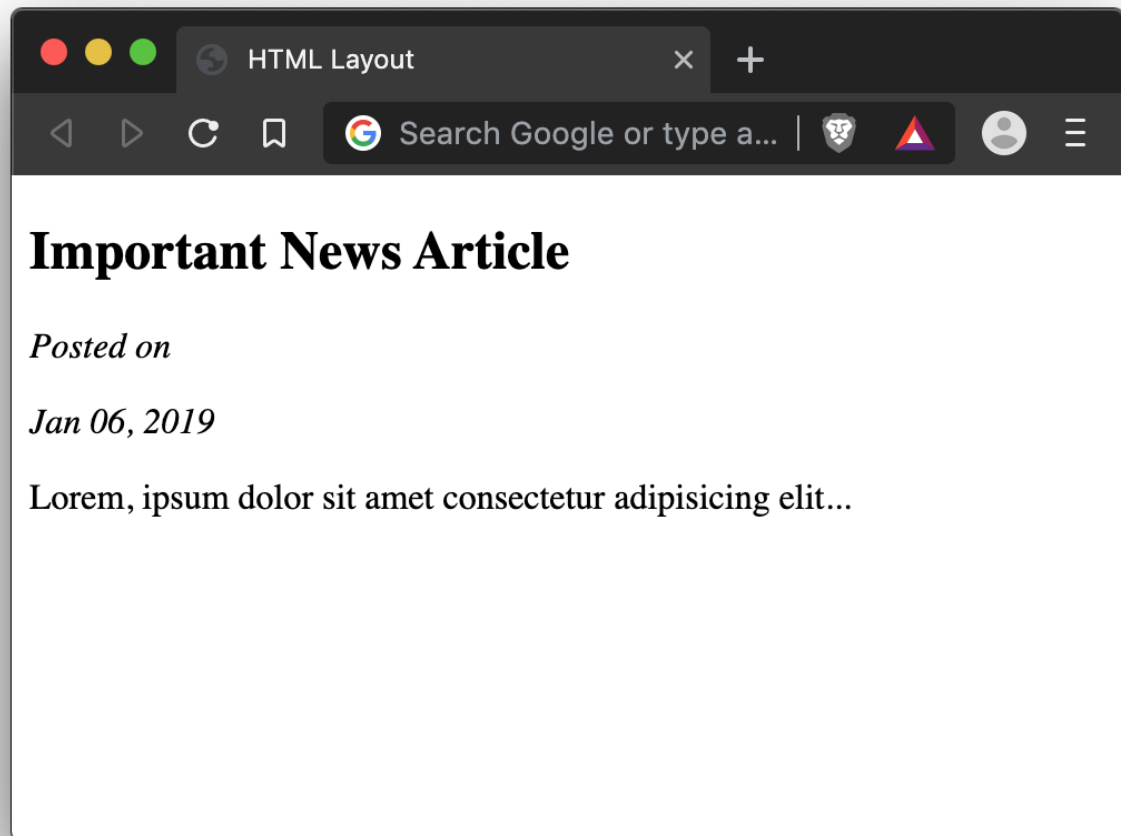 HTML Layout
Search Google or type a...
Important News Article
Posted on
Jan 06, 2019
Lorem, ipsum dolor sit amet consectetur adipisicing elit...